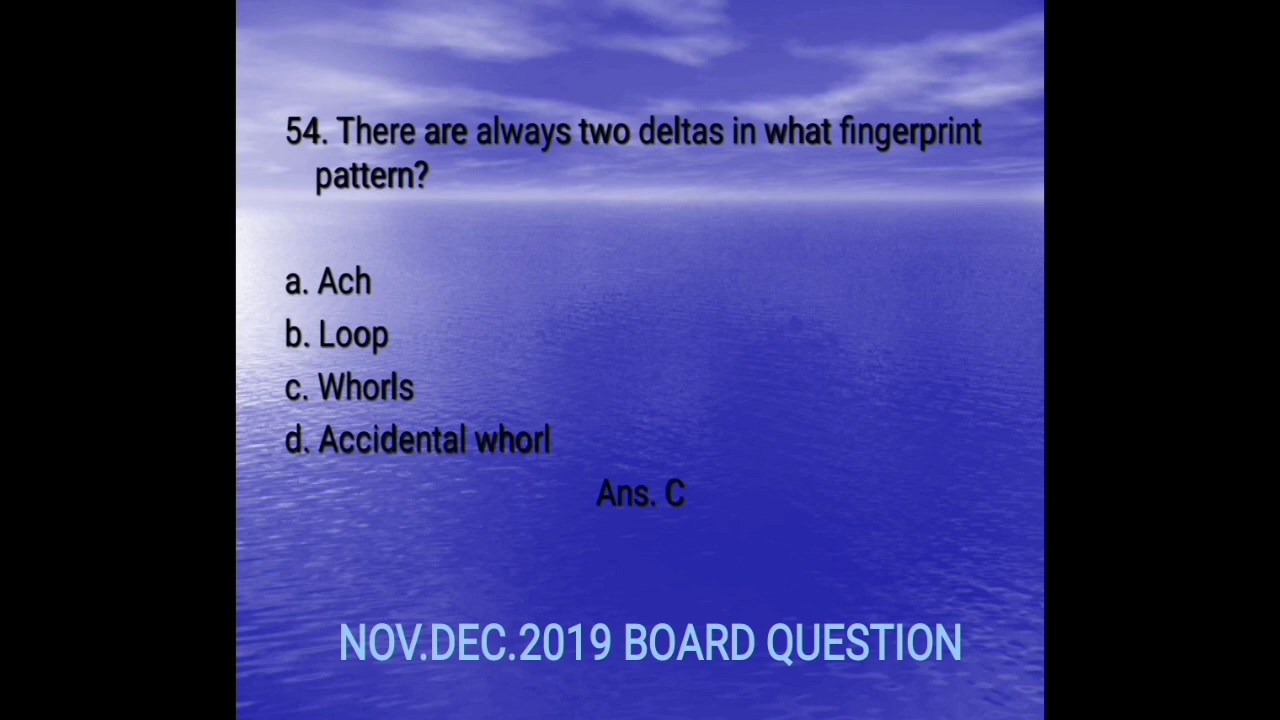 54. There are always two deltas in what fingerprint
pattern?
a. Ach
b. Loop
c. Whorls
d. Accidental whorl
Ans. C
NOV.DEC.2019 BOARD QUESTION